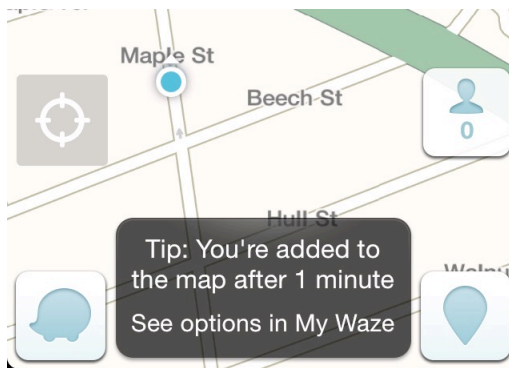 Maple St
Beech St
0
Hull St
Tip: You're added to
the map after 1 minute
See options in My Waze